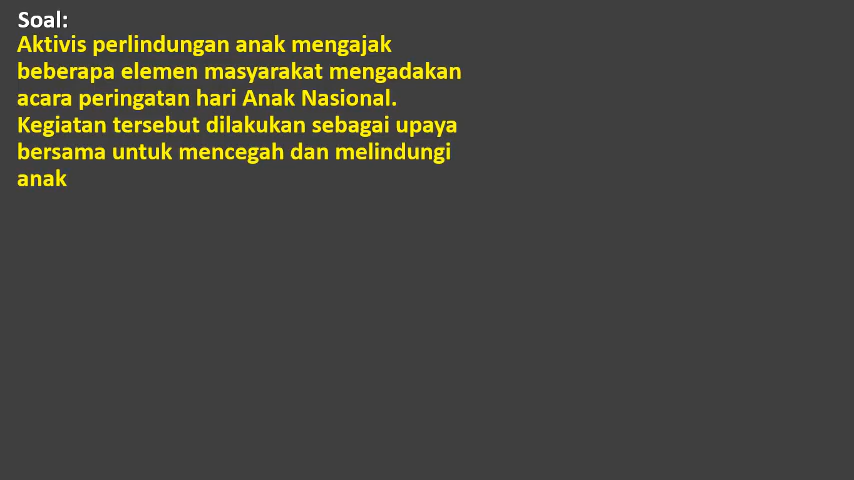 Soal:
Aktivis perlindungan anak mengajak
beberapa elemen masyarakat mengadakan
acara peringatan hari Anak Nasional.
Kegiatan tersebut dilakukan sebagai upaya
bersama untuk mencegah dan melindungi
anak